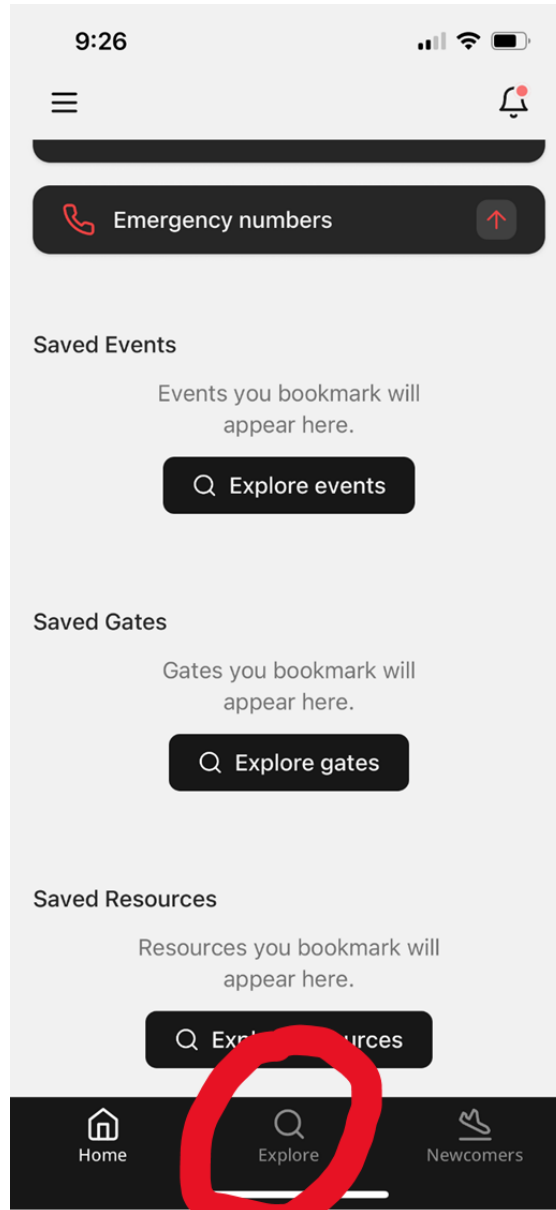 9:26
Emergency numbers
Saved Events
Events you bookmark will
appear here.
Explore events
Saved Gates
Gates you bookmark will
appear here.
Explore gates
Saved Resources
Resources you bookmark will
appear here.
Home
Explore
Newcomers